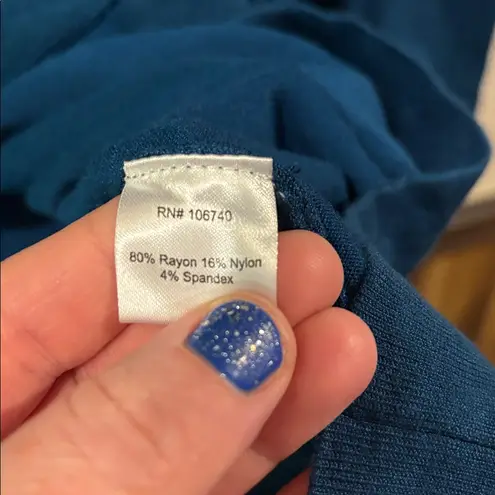 RN# 106740
80% Rayon 16% Nylon
4% Spandex